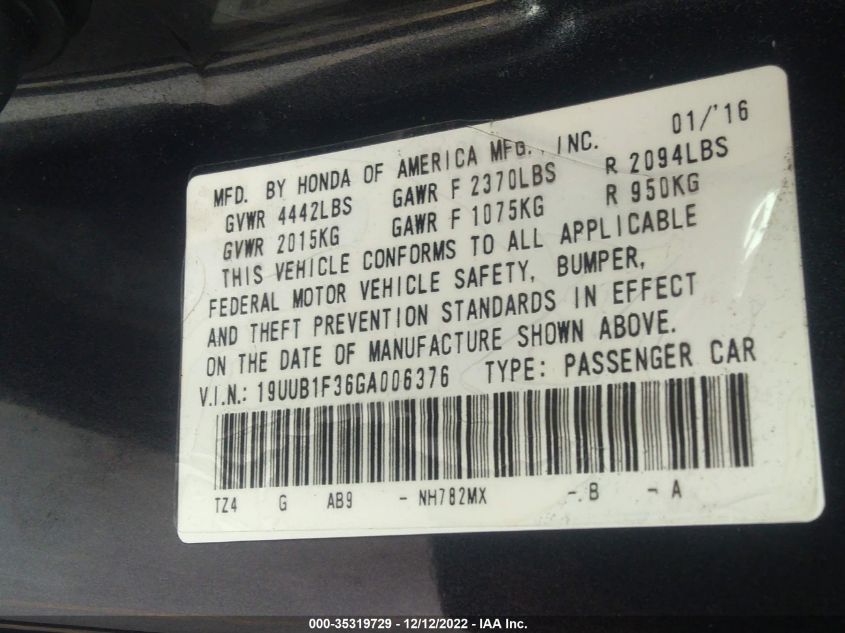 01/'16
MFD. BY HONDA OF AMERICA MFG., INC.
GVWR 4442LBS GAWR F 2370LBS R 2094LBS
GVWR 2015KG GAWR F 1075KG R 950KG
THIS VEHICLE CONFORMS TO ALL APPLICABLE
FEDERAL MOTOR VEHICLE SAFETY, BUMPER,
AND THEFT PREVENTION STANDARDS IN EFFECT
ON THE DATE OF MANUFACTURE SHOWN ABOVE.
V.I.N.: 19UUB1F36GA006376 TYPE: PASSENGER CAR
TZ4 G AB9 - NH782MX - B - A
000-35319729 - 12/12/2022 - IAA Inc.